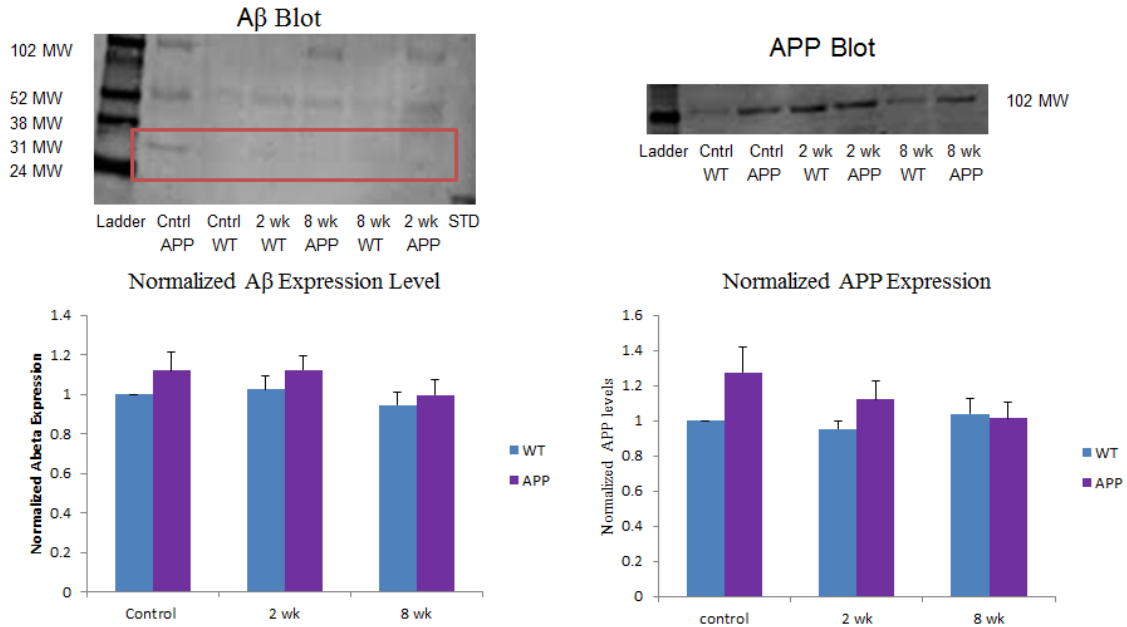 Aβ Blot
102 MW
52 MW
38 MW
31 MW
24 MW
Ladder Cntrl Cntrl 2 wk 8 wk 8 wk 2 wk STD
APP WT WT APP WT APP
APP Blot
102 MW
Ladder Cntrl Cntrl 2 wk 2 wk 8 wk 8 wk
WT APP WT APP WT APP
Normalized Aβ Expression Level
Normalized Abeta Expression
1.4
1.2
1
0.8
0.6
0.4
0.2
0
Control 2 wk 8 wk
WT
APP
Normalized APP Expression
Normalized APP levels
1.6
1.4
1.2
1
0.8
0.6
0.4
0.2
0
control 2 wk 8 wk
WT
APP